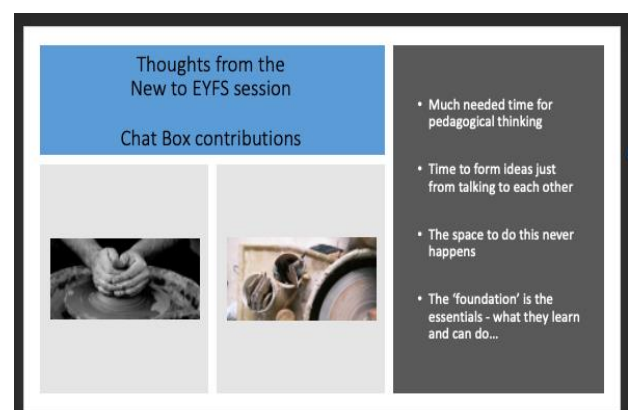 Thoughts from the
New to EYFS session
Chat Box contributions
• Much needed time for
pedagogical thinking
• Time to form ideas just
from talking to each other
• The space to do this never
happens
• The 'foundation' is the
essentials - what they learn
and can do...